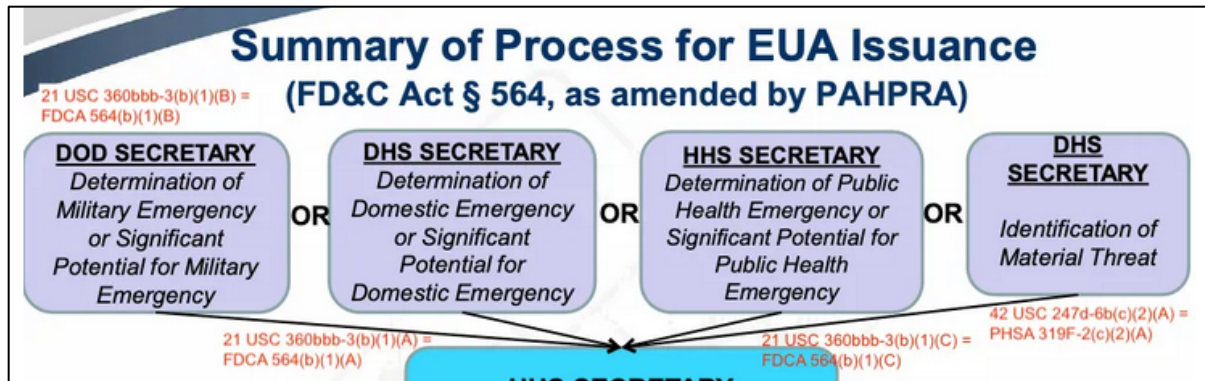 Summary of Process for EUA Issuance
(FD&C Act § 564, as amended by PAHPRA)
21 USC 360bbb-3(b)(1)(B) =
FDCA 564(b)(1)(B)
DOD SECRETARY
Determination of
Military Emergency
or Significant
Potential for Military
Emergency
OR
DHS SECRETARY
Determination of
Domestic Emergency
or Significant
Potential for
Domestic Emergency
OR
HHS SECRETARY
Determination of Public
Health Emergency or
Significant Potential for
Public Health
Emergency
OR
DHS
SECRETARY
Identification of
Material Threat
21 USC 360bbb-3(b)(1)(A) =
FDCA 564(b)(1)(A)
21 USC 360bbb-3(b)(1)(C) =
FDCA 564(b)(1)(C)
42 USC 247d-6b(c)(2)(A) =
PHSA 319F-2(c)(2)(A)
HHS SECRETARY